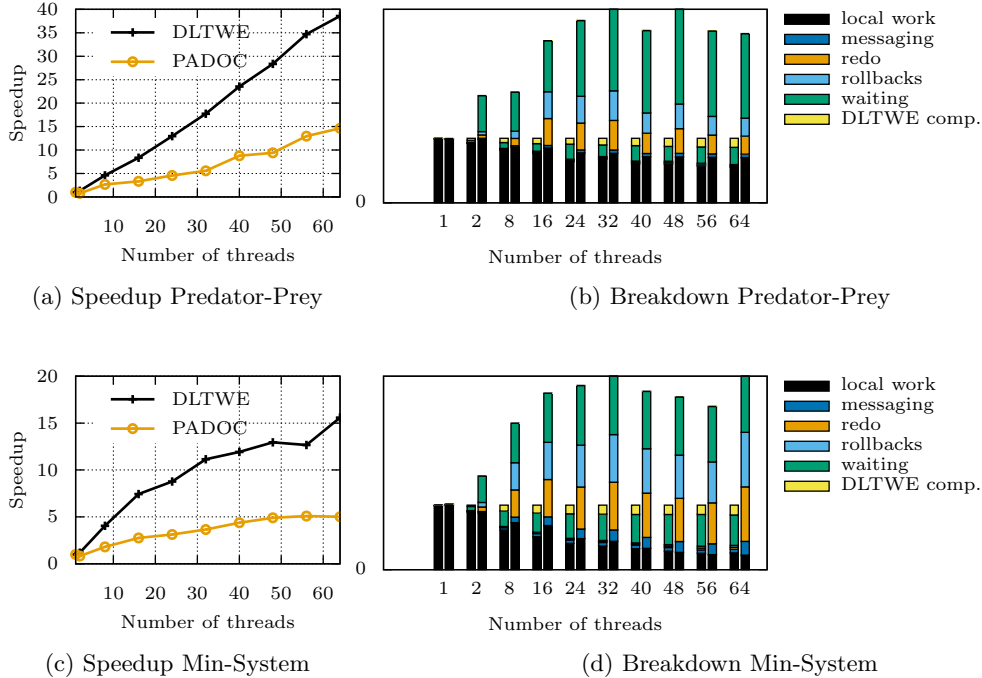 40
35
30
25
20
15
10
5
0
Speedup
DLTWE
PADOC
10 20 30 40 50 60
Number of threads
(a) Speedup Predator-Prey
0
1 2 8 16 24 32 40 48 56 64
Number of threads
local work
messaging
redo
rollbacks
waiting
DLTWE comp.
(b) Breakdown Predator-Prey
20
15
10
5
0
Speedup
DLTWE
PADOC
10 20 30 40 50 60
Number of threads
(c) Speedup Min-System
0
1 2 8 16 24 32 40 48 56 64
Number of threads
local work
messaging
redo
rollbacks
waiting
DLTWE comp.
(d) Breakdown Min-System